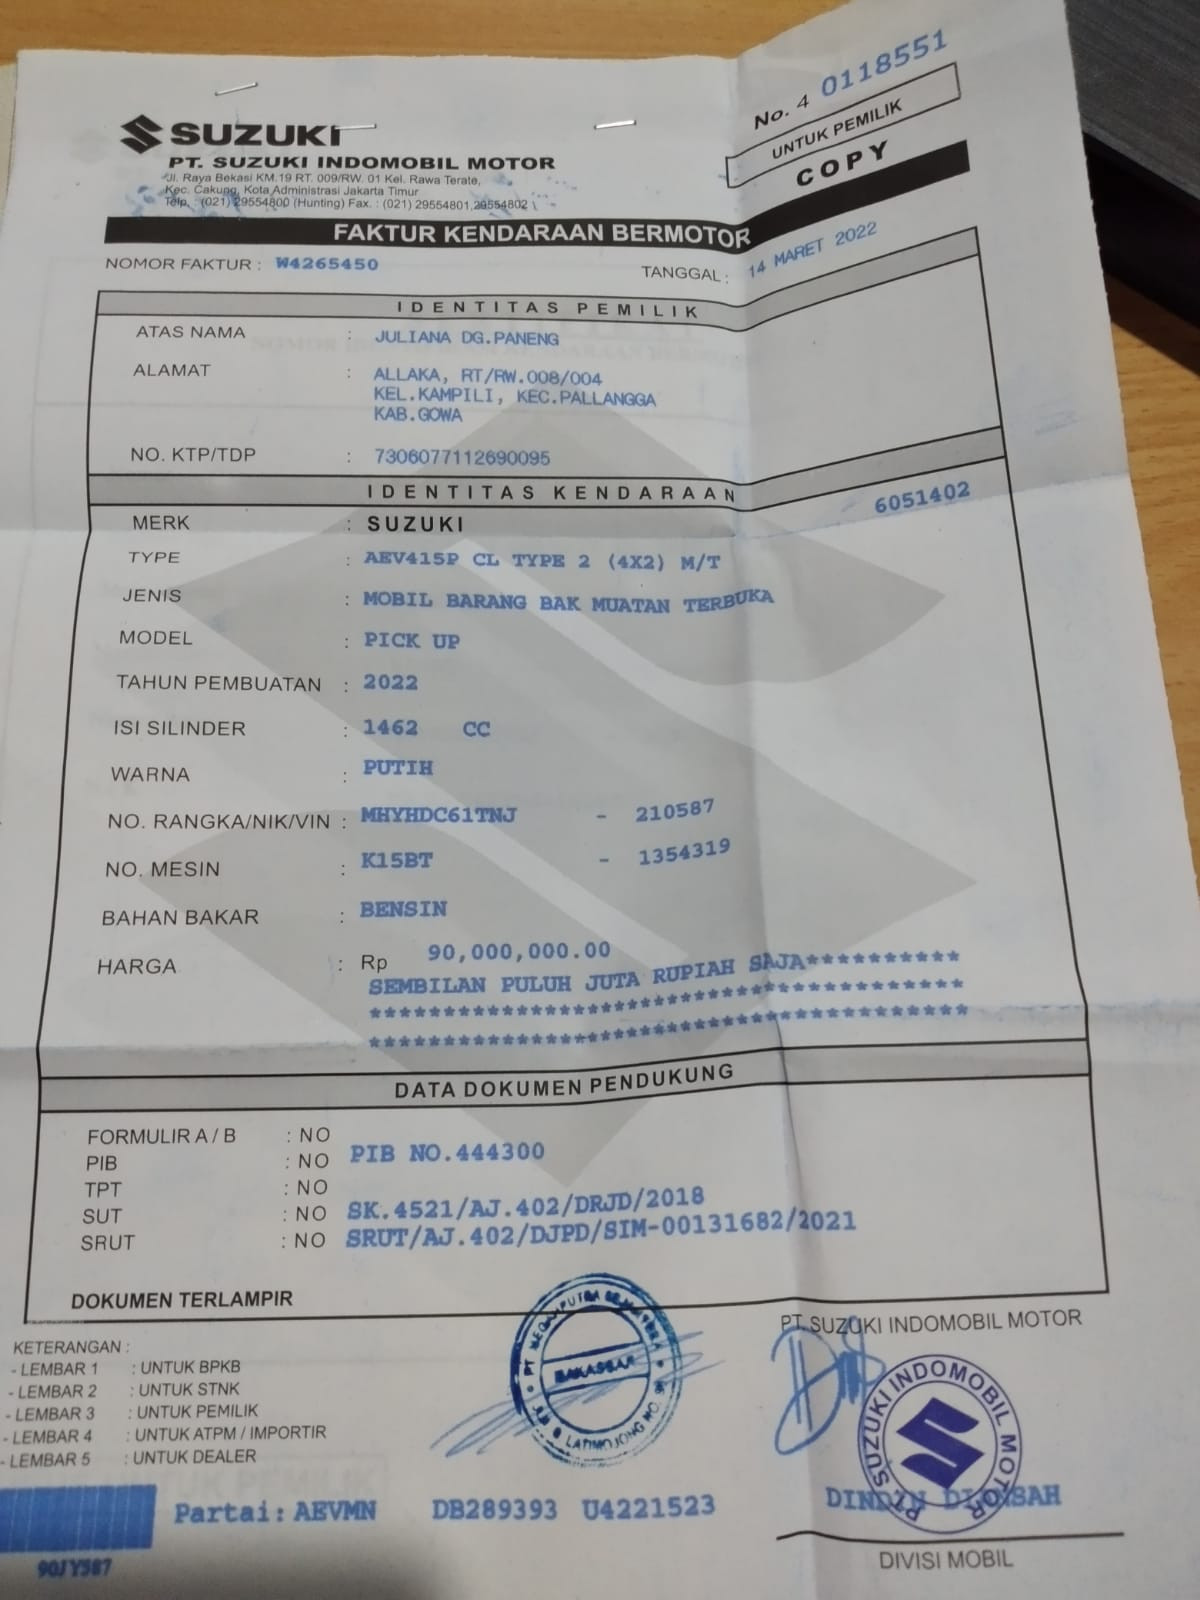 No. 4 0118551
UNTUK PEMILIK
COPY
SUZUKI
PT. SUZUKI INDOMOBIL MOTOR
Jl. Raya Bekasi KM.19 RT. 009/RW. 01 Kel. Rawa Terate,
Kec. Cakung, Kota Administrasi Jakarta Timur
Telp. : (021) 29554800 (Hunting) Fax. : (021) 29554801,29554802
FAKTUR KENDARAAN BERMOTOR
NOMOR FAKTUR : W4265450 TANGGAL : 14 MARET 2022
IDENTITAS PEMILIK
ATAS NAMA : JULIANA DG.PANENG
ALAMAT : ALLAKA, RT/RW.008/004
KEL.KAMPILI, KEC.PALLANGGA
KAB.GOWA
NO. KTP/TDP : 7306077112690095
IDENTITAS KENDARAAN
6051402
MERK : SUZUKI
TYPE : AEV415P CL TYPE 2 (4X2) M/T
JENIS : MOBIL BARANG BAK MUATAN TERBUKA
MODEL : PICK UP
TAHUN PEMBUATAN : 2022
ISI SILINDER : 1462 CC
WARNA : PUTIH
NO. RANGKA/NIK/VIN : MHYHDC61TNJ - 210587
NO. MESIN : K15BT - 1354319
BAHAN BAKAR : BENSIN
HARGA : Rp 90,000,000.00
SEMBILAN PULUH JUTA RUPIAH SAJA**********
****************************************
****************************************
DATA DOKUMEN PENDUKUNG
FORMULIR A / B : NO
PIB : NO PIB NO.444300
TPT : NO
SUT : NO SK.4521/AJ.402/DRJD/2018
SRUT : NO SRUT/AJ.402/DJPD/SIM-00131682/2021
DOKUMEN TERLAMPIR
PT. SUZUKI INDOMOBIL MOTOR
KETERANGAN :
- LEMBAR 1 : UNTUK BPKB
- LEMBAR 2 : UNTUK STNK
- LEMBAR 3 : UNTUK PEMILIK
- LEMBAR 4 : UNTUK ATPM / IMPORTIR
- LEMBAR 5 : UNTUK DEALER
MAKASSAR
LATIMOJONG NO.
PT. SUZUKI INDOMOBIL MOTOR
Partai: AEVMN DB289393 U4221523
90JY587
DIVISI MOBIL